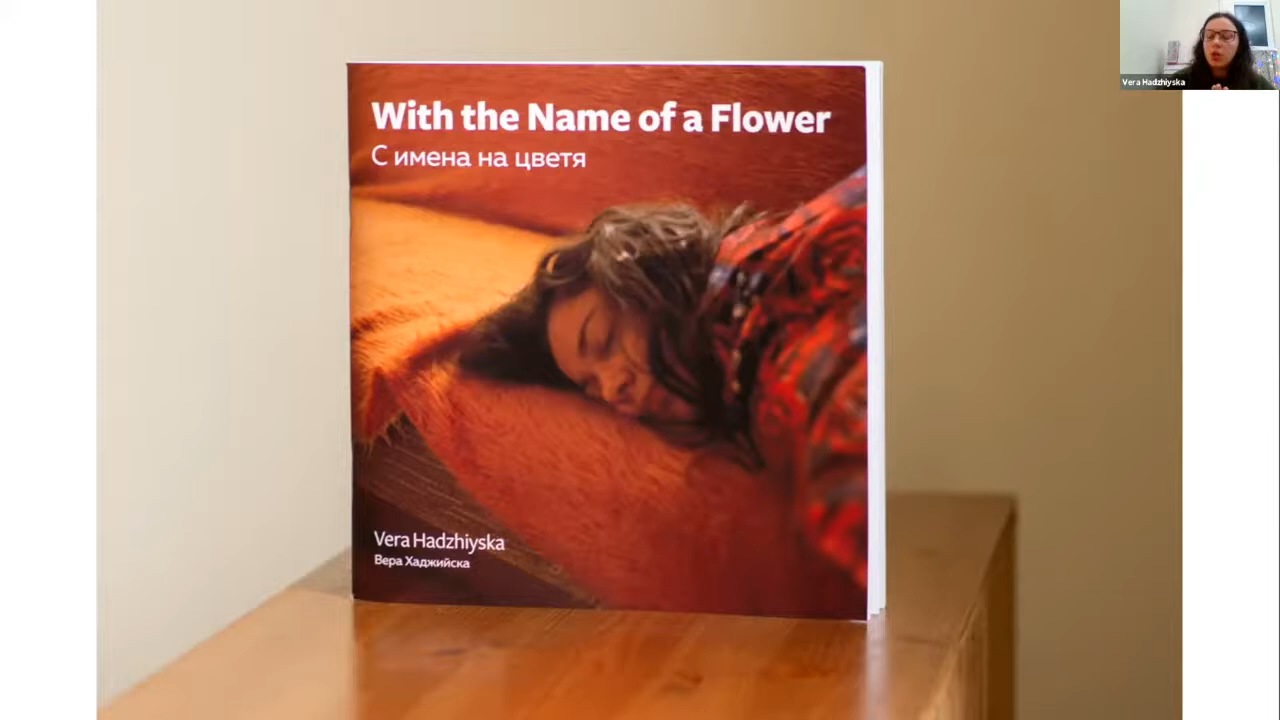 With the Name of a Flower
С имена на цветя
Vera Hadzhiyska
Вера Хаджийска
Vera Hadzhiyska